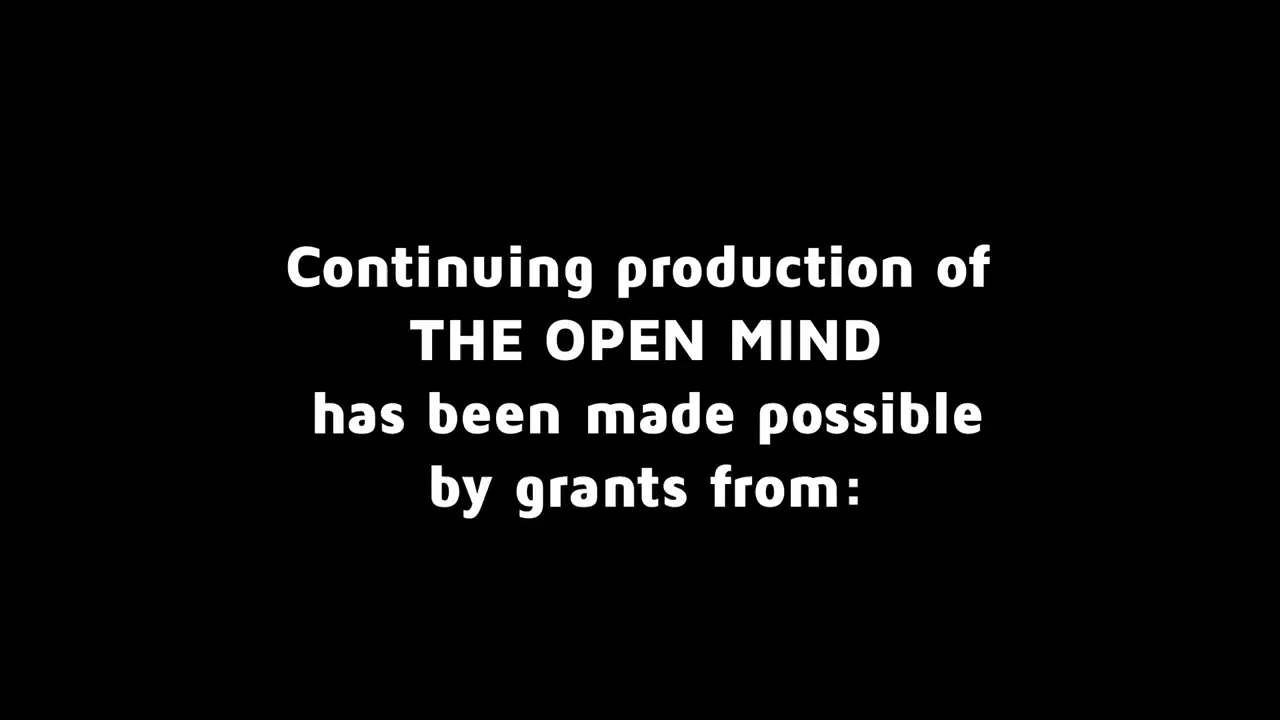 Continuing production of
THE OPEN MIND
has been made possible
by grants from: